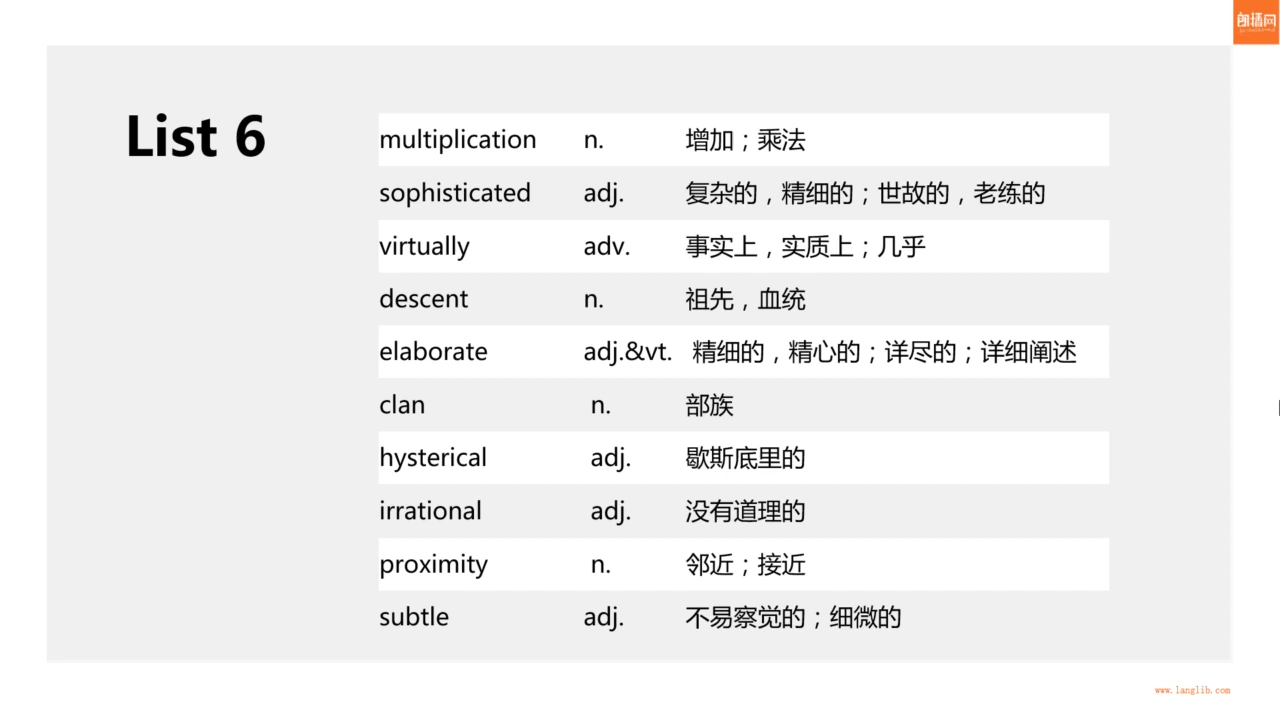 朗播网
List 6
multiplication n. 增加；乘法
sophisticated adj. 复杂的，精细的；世故的，老练的
virtually adv. 事实上，实质上；几乎
descent n. 祖先，血统
elaborate adj.&vt. 精细的，精心的；详尽的；详细阐述
clan n. 部族
hysterical adj. 歇斯底里的
irrational adj. 没有道理的
proximity n. 邻近；接近
subtle adj. 不易察觉的；细微的
www.langlib.com